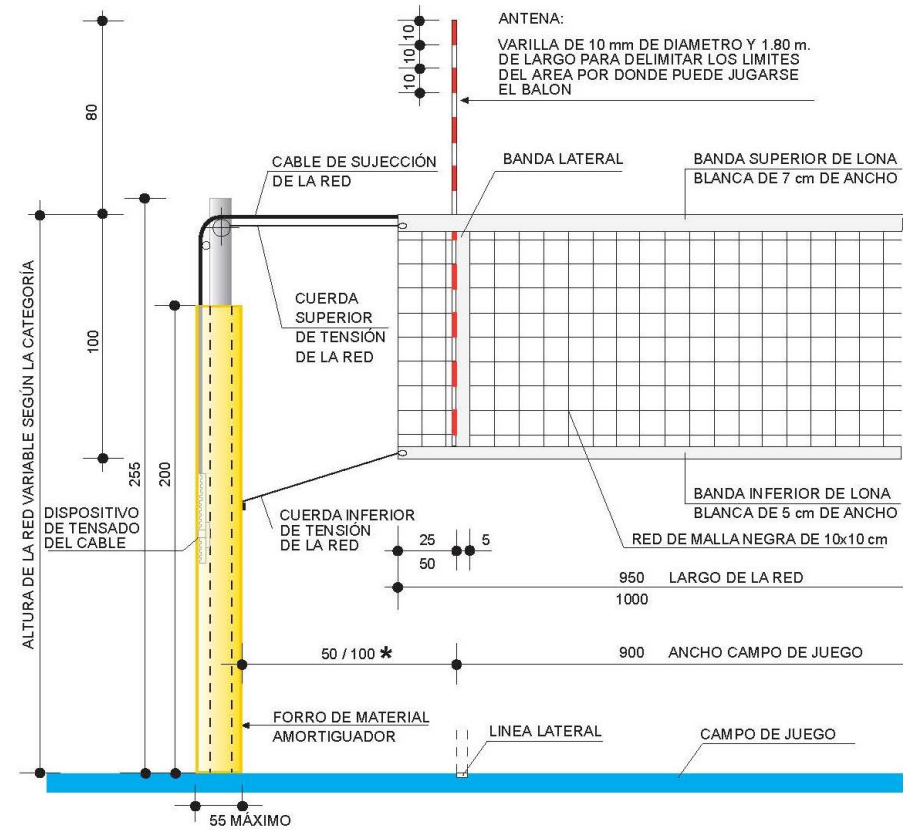 ANTENA:
VARILLA DE 10 mm DE DIAMETRO Y 1.80 m.
DE LARGO PARA DELIMITAR LOS LIMITES
DEL AREA POR DONDE PUEDE JUGARSE
EL BALON
10
10
10
80
CABLE DE SUJECCIÓN
DE LA RED
BANDA LATERAL
BANDA SUPERIOR DE LONA
BLANCA DE 7 cm DE ANCHO
ALTURA DE LA RED VARIABLE SEGÚN LA CATEGORÍA
100
CUERDA
SUPERIOR
DE TENSIÓN
DE LA RED
255
200
DISPOSITIVO
DE TENSADO
DEL CABLE
CUERDA INFERIOR
DE TENSIÓN
DE LA RED
BANDA INFERIOR DE LONA
BLANCA DE 5 cm DE ANCHO
RED DE MALLA NEGRA DE 10x10 cm
25
50
5
950 LARGO DE LA RED
1000
50 / 100 *
900 ANCHO CAMPO DE JUEGO
FORRO DE MATERIAL
AMORTIGUADOR
LINEA LATERAL
CAMPO DE JUEGO
55 MÁXIMO